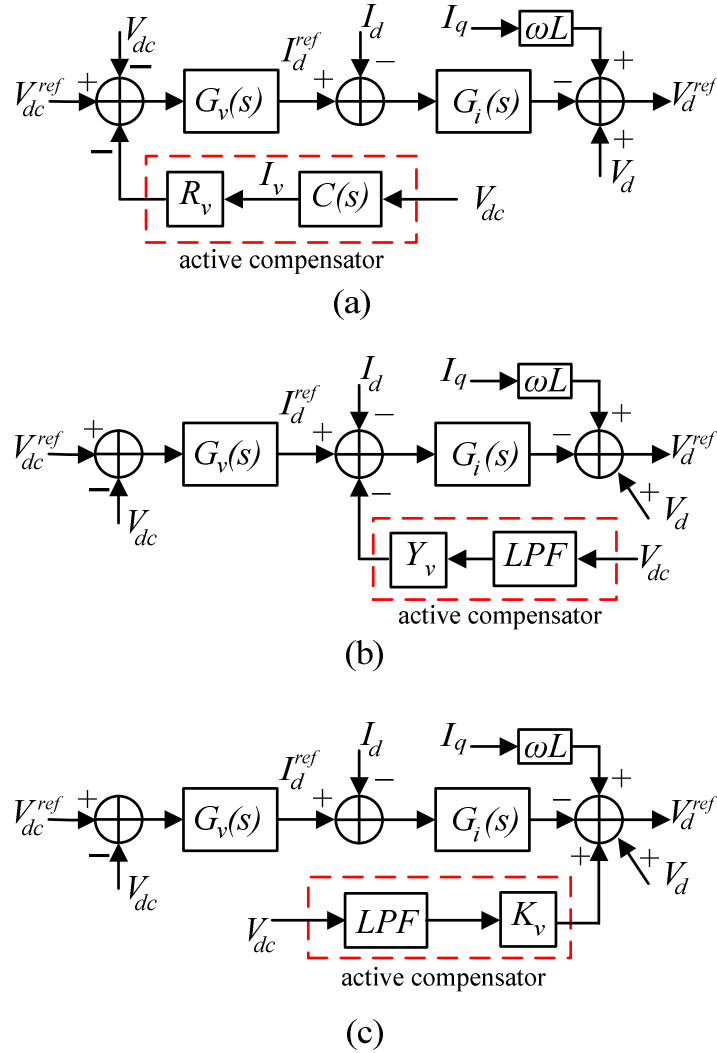 V_dc I_d I_q ωL
V_dc^ref + − G_v(s) I_d^ref + − G_i(s) − + V_d^ref
− +
R_v I_v C(s) V_dc V_d
active compensator
(a)
I_d I_q ωL
V_dc^ref + G_v(s) I_d^ref + − G_i(s) − + V_d^ref
− V_dc − + V_d
Y_v LPF V_dc
active compensator
(b)
I_d I_q ωL
V_dc^ref + G_v(s) I_d^ref + − G_i(s) − + V_d^ref
− V_dc + + V_d
V_dc LPF K_v
active compensator
(c)